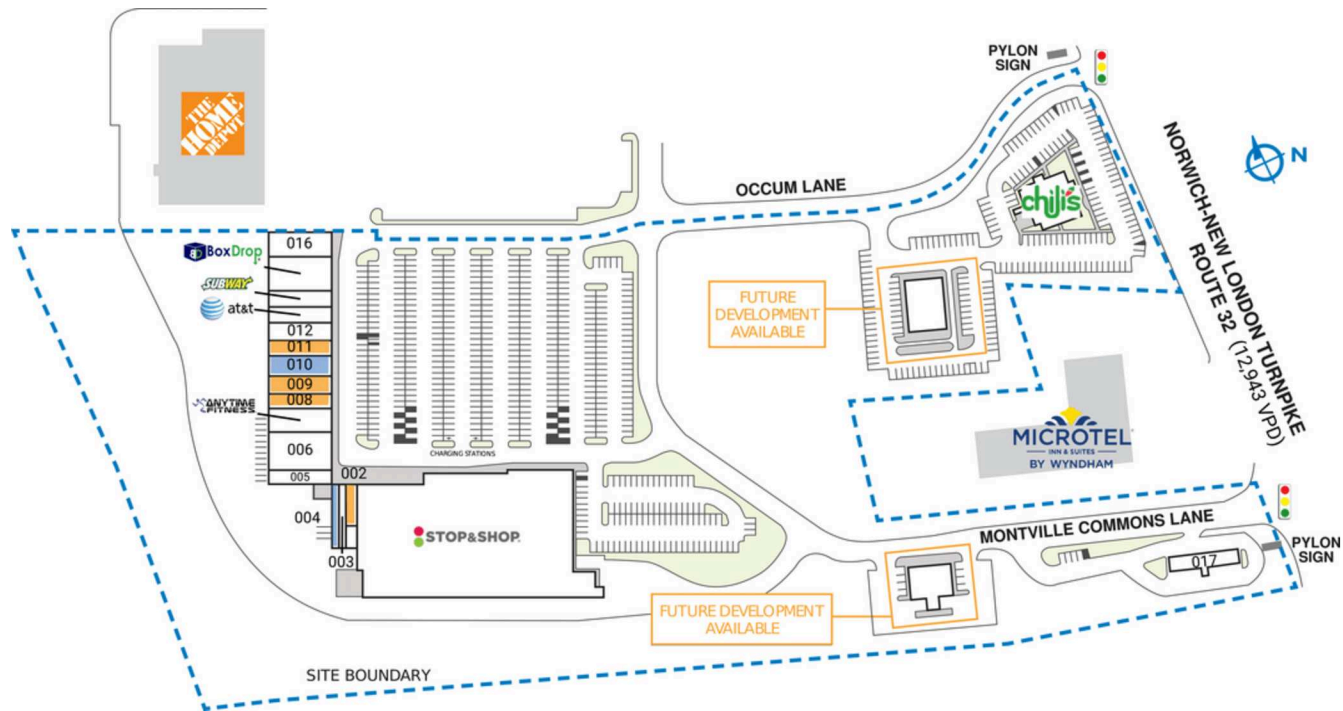 PYLON
SIGN
THE
HOME
DEPOT
NORWICH-NEW LONDON TURNPIKE
ROUTE 32 (12,943 VPD)
N
OCCUM LANE
chili's
BoxDrop
016
SUBWAY
at&t
012
011
010
009
008
ANYTIME
FITNESS
006
005
002
004
003
CHARGING STATIONS
STOP&SHOP
FUTURE
DEVELOPMENT
AVAILABLE
MICROTEL
INN & SUITES
BY WYNDHAM
MONTVILLE COMMONS LANE
017
PYLON
SIGN
FUTURE DEVELOPMENT
AVAILABLE
SITE BOUNDARY